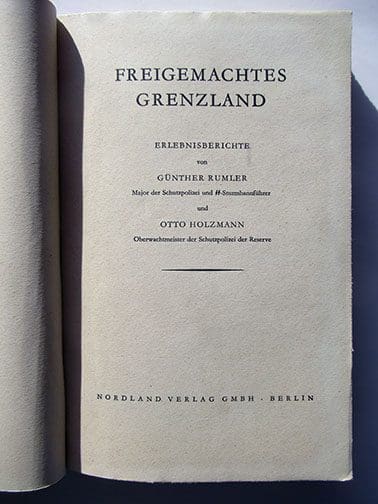 FREIGEMACHTES
GRENZLAND
ERLEBNISBERICHTE
von
GÜNTHER RUMLER
Major der Schutzpolizei und ᛋᛋ-Sturmbannführer
und
OTTO HOLZMANN
Oberwachtmeister der Schutzpolizei der Reserve
NORDLAND VERLAG GMBH · BERLIN